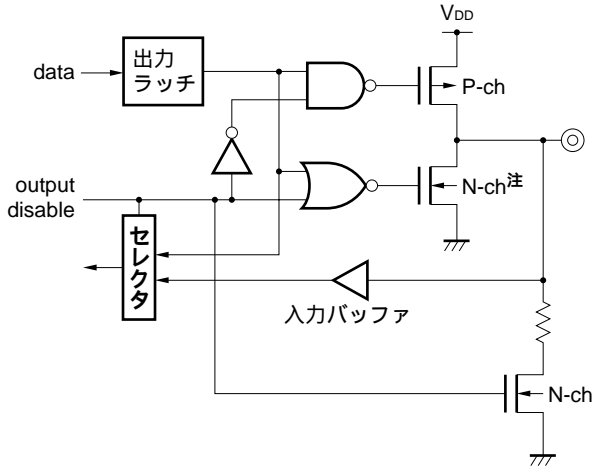 VDD
出力
ラッチ
data
P-ch
N-ch注
output
disable
セレクタ
入力バッファ
N-ch